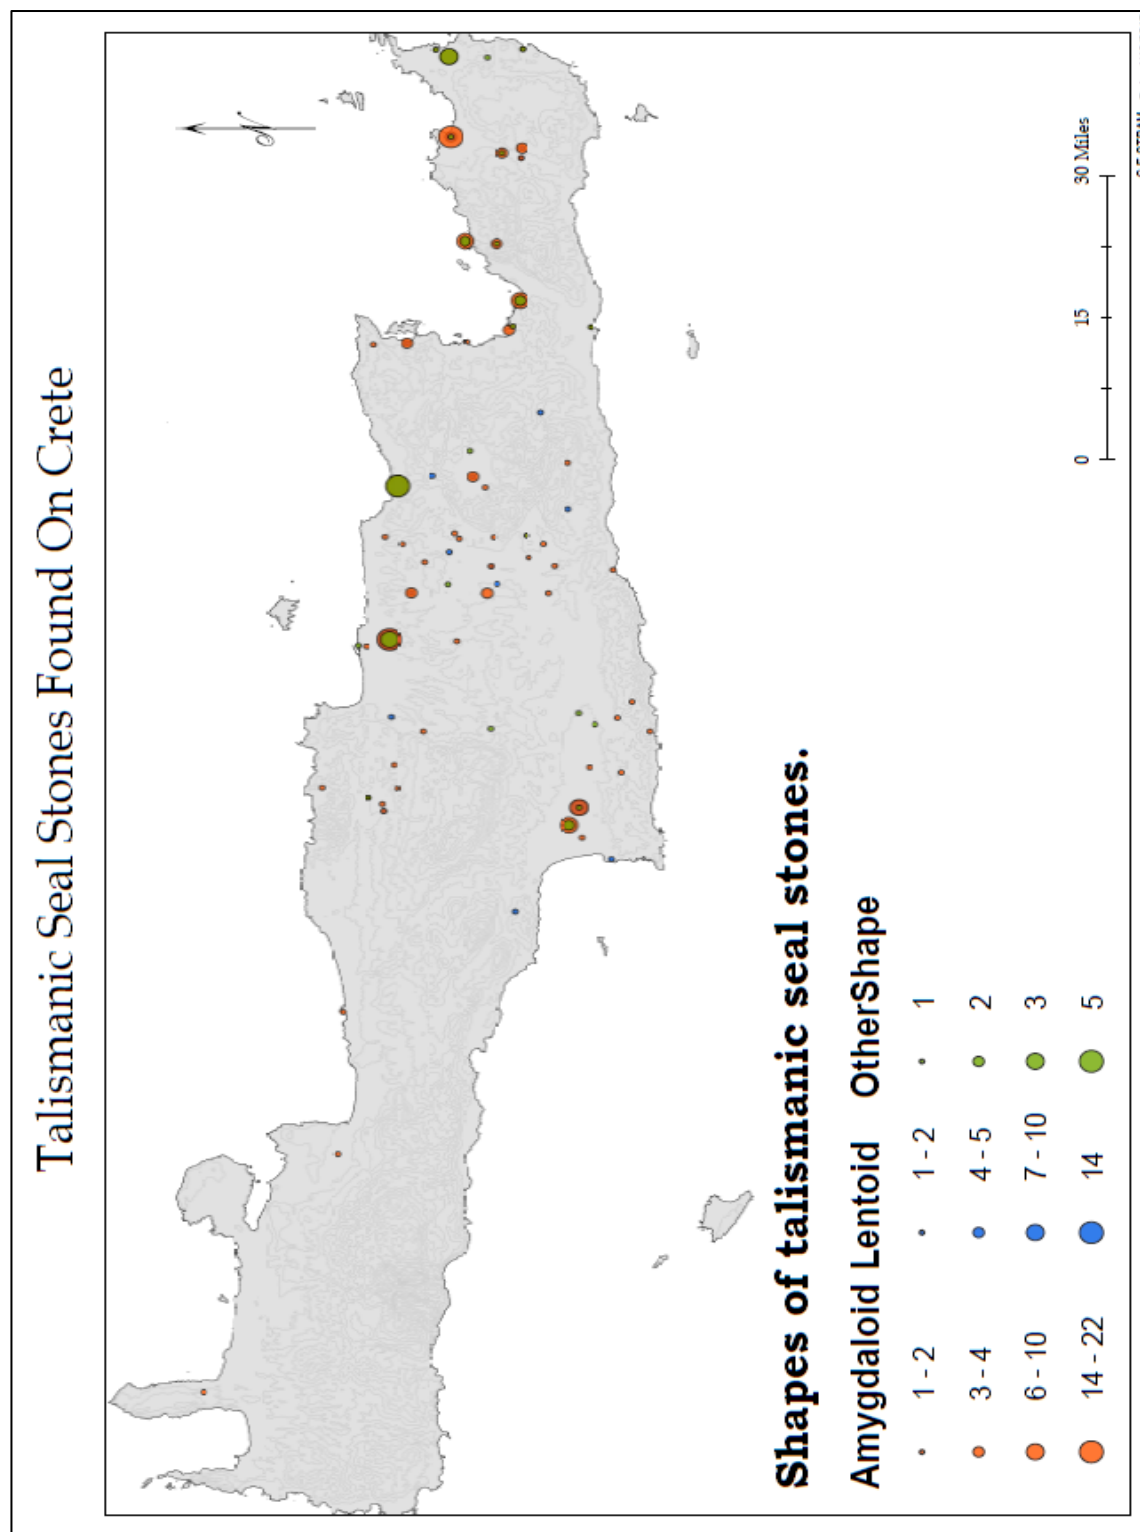 Talismanic Seal Stones Found On Crete
N
0 15 30 Miles
Shapes of talismanic seal stones.
Amygdaloid Lentoid OtherShape
1 - 2 1 - 2 1
3 - 4 4 - 5 2
6 - 10 7 - 10 3
14 - 22 14 5